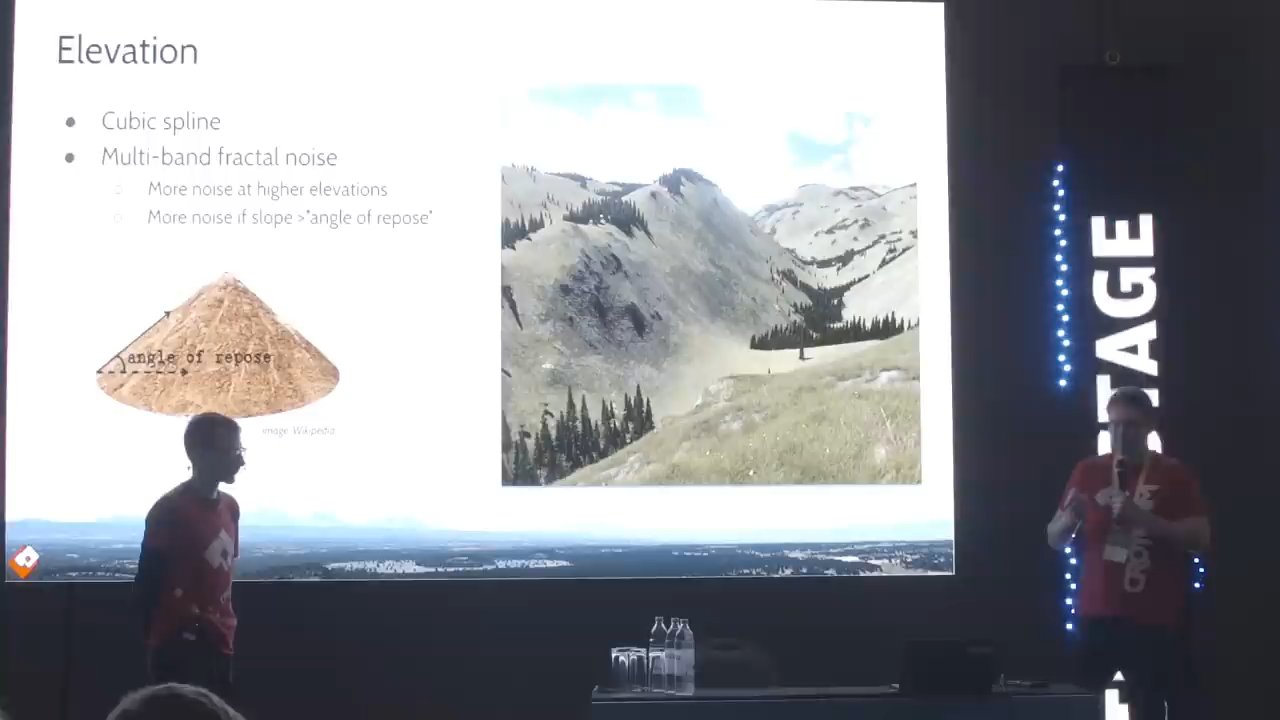 Elevation
● Cubic spline
● Multi-band fractal noise
○ More noise at higher elevations
○ More noise if slope >"angle of repose"
angle of repose
Image: Wikipedia
STAGE